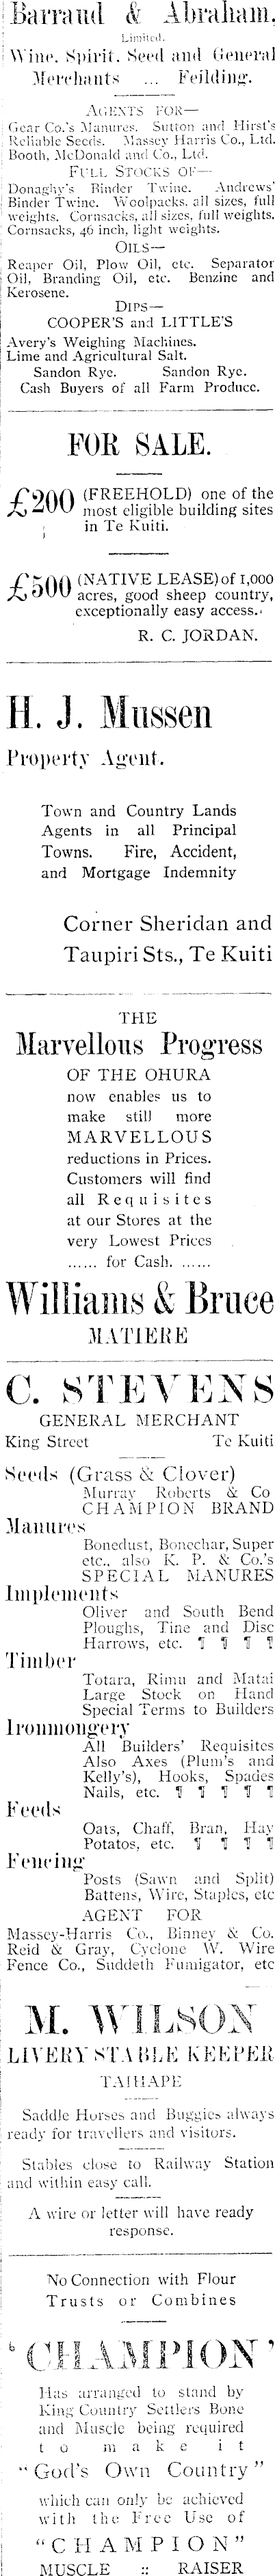 Barraud & Abraham,
Limited.
Wine, Spirit, Seed and General
Merchants ... Feilding.
AGENTS FOR—
Gear Co.'s Manures. Sutton and Hirst's
Reliable Seeds. Massey Harris Co., Ltd.
Booth, McDonald and Co., Ltd.
FULL STOCKS OF—
Donaghy's Binder Twine. Andrews'
Binder Twine. Woolpacks, all sizes, full
weights. Cornsacks, all sizes, full weights.
Cornsacks, 46 inch, light weights.
OILS—
Reaper Oil, Plow Oil, etc. Separator
Oil, Branding Oil, etc. Benzine and
Kerosene.
DIPS—
COOPER'S and LITTLE'S
Avery's Weighing Machines.
Lime and Agricultural Salt.
Sandon Rye. Sandon Rye.
Cash Buyers of all Farm Produce.
FOR SALE.
£200 (FREEHOLD) one of the
most eligible building sites
in Te Kuiti.
£500 (NATIVE LEASE) of 1,000
acres, good sheep country,
exceptionally easy access.
R. C. JORDAN.
H. J. Mussen
Property Agent.
Town and Country Lands
Agents in all Principal
Towns. Fire, Accident,
and Mortgage Indemnity
Corner Sheridan and
Taupiri Sts., Te Kuiti
THE
Marvellous Progress
OF THE OHURA
now enables us to
make still more
MARVELLOUS
reductions in Prices.
Customers will find
all Requisites
at our Stores at the
very Lowest Prices
...... for Cash. ......
Williams & Bruce
MATIERE
C. STEVENS
GENERAL MERCHANT
King Street Te Kuiti
Seeds (Grass & Clover)
Murray Roberts & Co
CHAMPION BRAND
Manures
Bonedust, Bonechar, Super
etc., also K. P. & Co.'s
SPECIAL MANURES
Implements
Oliver and South Bend
Ploughs, Tine and Disc
Harrows, etc. ¶ ¶ ¶ ¶
Timber
Totara, Rimu and Matai
Large Stock on Hand
Special Terms to Builders
Ironmongery
All Builders' Requisites
Also Axes (Plum's and
Kelly's), Hooks, Spades
Nails, etc. ¶ ¶ ¶ ¶ ¶
Feeds
Oats, Chaff, Bran, Hay
Potatos, etc. ¶ ¶ ¶ ¶
Fencing
Posts (Sawn and Split)
Battens, Wire, Staples, etc
AGENT FOR
Massey-Harris Co., Binney & Co.
Reid & Gray, Cyclone W. Wire
Fence Co., Suddeth Fumigator, etc
M. WILSON
LIVERY STABLE KEEPER
TAIHAPE
Saddle Horses and Buggies always
ready for travellers and visitors.
Stables close to Railway Station
and within easy call.
A wire or letter will have ready
response.
No Connection with Flour
Trusts or Combines
'CHAMPION'
Has arranged to stand by
King Country Settlers Bone
and Muscle being required
to make it
"God's Own Country"
which can only be achieved
with the Free Use of
"CHAMPION"
MUSCLE :: RAISER